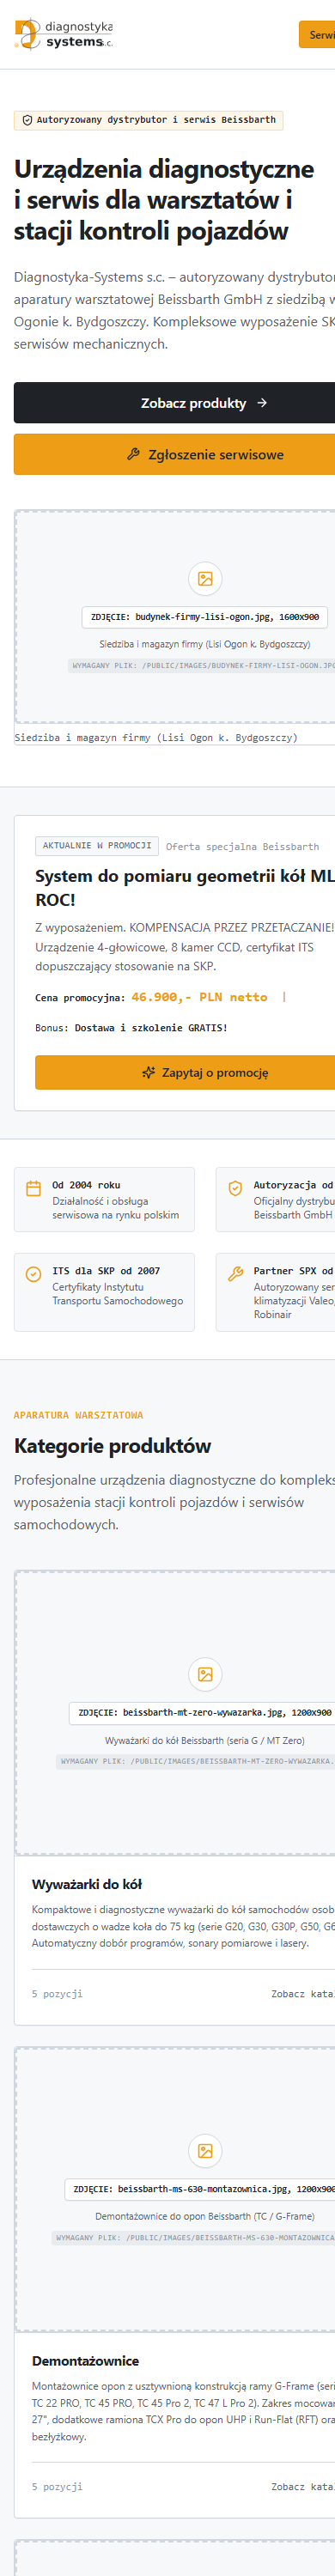 diagnostyka
systems s.c.
Serwi
Autoryzowany dystrybutor i serwis Beissbarth
Urządzenia diagnostyczne
i serwis dla warsztatów i
stacji kontroli pojazdów
Diagnostyka-Systems s.c. – autoryzowany dystrybutor
aparatury warsztatowej Beissbarth GmbH z siedzibą w
Ogonie k. Bydgoszczy. Kompleksowe wyposażenie SK
serwisów mechanicznych.
Zobacz produkty →
Zgłoszenie serwisowe
ZDJĘCIE: budynek-firmy-lisi-ogon.jpg, 1600x900
Siedziba i magazyn firmy (Lisi Ogon k. Bydgoszczy)
WYMAGANY PLIK: /PUBLIC/IMAGES/BUDYNEK-FIRMY-LISI-OGON.JPG
Siedziba i magazyn firmy (Lisi Ogon k. Bydgoszczy)
AKTUALNIE W PROMOCJI Oferta specjalna Beissbarth
System do pomiaru geometrii kół ML
ROC!
Z wyposażeniem. KOMPENSACJA PRZEZ PRZETACZANIE!
Urządzenie 4-głowicowe, 8 kamer CCD, certyfikat ITS
dopuszczający stosowanie na SKP.
Cena promocyjna: 46.900,- PLN netto |
Bonus: Dostawa i szkolenie GRATIS!
Zapytaj o promocję
Od 2004 roku
Działalność i obsługa
serwisowa na rynku polskim
Autoryzacja od
Oficjalny dystrybu
Beissbarth GmbH
ITS dla SKP od 2007
Certyfikaty Instytutu
Transportu Samochodowego
Partner SPX od
Autoryzowany ser
klimatyzacji Valeo,
Robinair
APARATURA WARSZTATOWA
Kategorie produktów
Profesjonalne urządzenia diagnostyczne do kompleks
wyposażenia stacji kontroli pojazdów i serwisów
samochodowych.
ZDJĘCIE: beissbarth-mt-zero-wywazarka.jpg, 1200x900
Wyważarki do kół Beissbarth (seria G / MT Zero)
WYMAGANY PLIK: /PUBLIC/IMAGES/BEISSBARTH-MT-ZERO-WYWAZARKA.
Wyważarki do kół
Kompaktowe i diagnostyczne wyważarki do kół samochodów osob
dostawczych o wadze koła do 75 kg (serie G20, G30, G30P, G50, G6
Automatyczny dobór programów, sonary pomiarowe i lasery.
5 pozycji
Zobacz kata
ZDJĘCIE: beissbarth-ms-630-montazownica.jpg, 1200x900
Demontażownice do opon Beissbarth (TC / G-Frame)
WYMAGANY PLIK: /PUBLIC/IMAGES/BEISSBARTH-MS-630-MONTAZOWNICA
Demontażownice
Montażownice opon z usztywnioną konstrukcją ramy G-Frame (seri
TC 22 PRO, TC 45 PRO, TC 45 Pro 2, TC 47 L Pro 2). Zakres mocowan
27", dodatkowe ramiona TCX Pro do opon UHP i Run-Flat (RFT) ora
bezłyżkowy.
5 pozycji
Zobacz kata